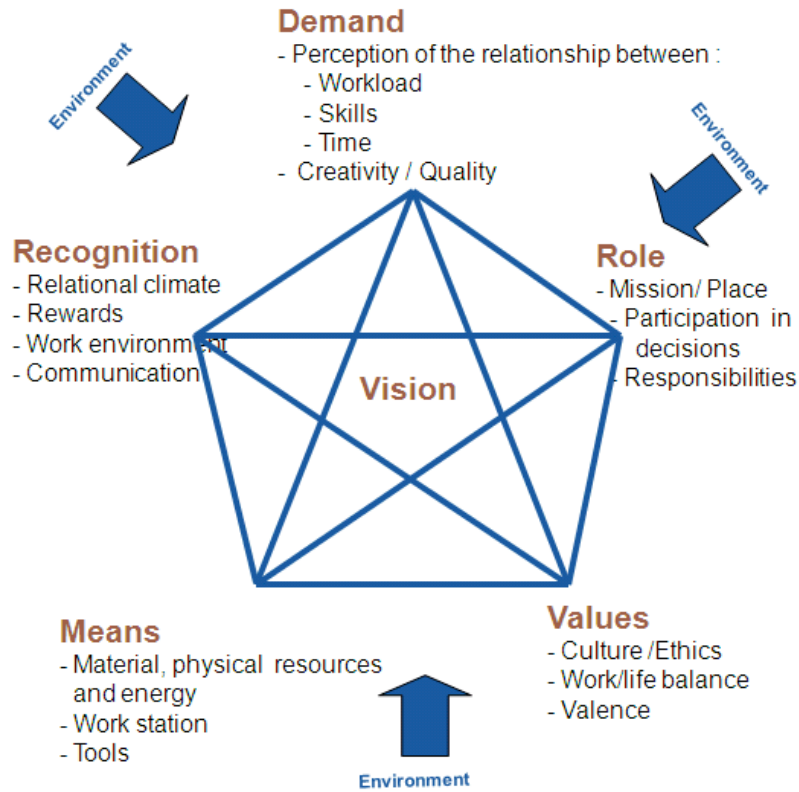 Demand
- Perception of the relationship between :
- Workload
- Skills
- Time
- Creativity / Quality
Environment
Environment
Recognition
- Relational climate
- Rewards
- Work environment
- Communication
Role
- Mission/ Place
- Participation in
decisions
- Responsibilities
Vision
Means
- Material, physical resources
and energy
- Work station
- Tools
Values
- Culture /Ethics
- Work/life balance
- Valence
Environment